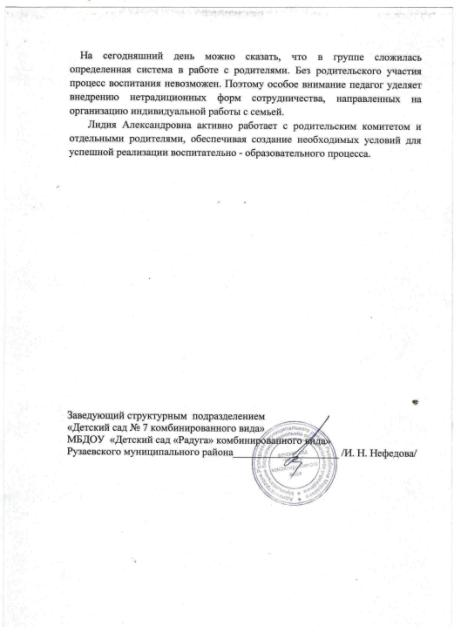 На сегодняшний день можно сказать, что в группе сложилась
определенная система в работе с родителями. Без родительского участия
процесс воспитания невозможен. Поэтому особое внимание педагог уделяет
внедрению нетрадиционных форм сотрудничества, направленных на
организацию индивидуальной работы с семьей.
Лидия Александровна активно работает с родительским комитетом и
отдельными родителями, обеспечивая создание необходимых условий для
успешной реализации воспитательно - образовательного процесса.
Заведующий структурным подразделением
«Детский сад № 7 комбинированного вида»
МБДОУ «Детский сад «Радуга» комбинированного вида»
Рузаевского муниципального района____________________ /И. Н. Нефедова/